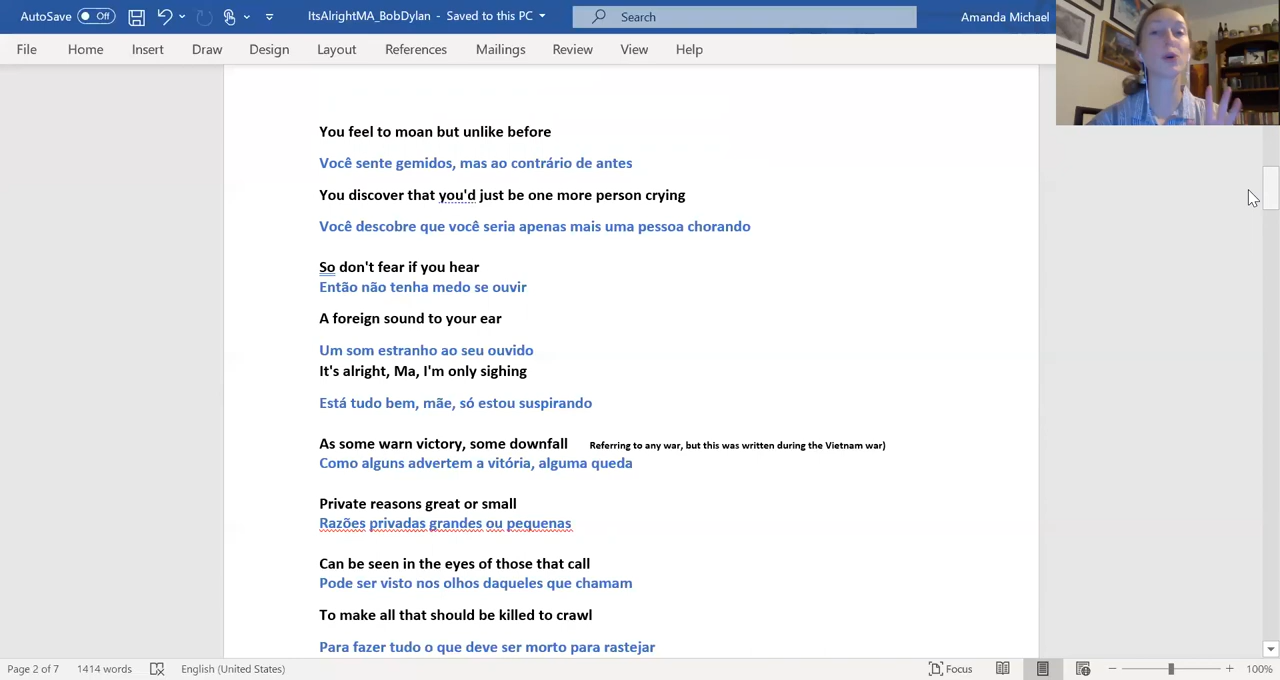 AutoSave Off ItsAlrightMA_BobDylan - Saved to this PC Search Amanda Michael
File Home Insert Draw Design Layout References Mailings Review View Help
You feel to moan but unlike before
Você sente gemidos, mas ao contrário de antes
You discover that you'd just be one more person crying
Você descobre que você seria apenas mais uma pessoa chorando
So don't fear if you hear
Então não tenha medo se ouvir
A foreign sound to your ear
Um som estranho ao seu ouvido
It's alright, Ma, I'm only sighing
Está tudo bem, mãe, só estou suspirando
As some warn victory, some downfall Referring to any war, but this was written during the Vietnam war)
Como alguns advertem a vitória, alguma queda
Private reasons great or small
Razões privadas grandes ou pequenas
Can be seen in the eyes of those that call
Pode ser visto nos olhos daqueles que chamam
To make all that should be killed to crawl
Para fazer tudo o que deve ser morto para rastejar
Page 2 of 7 1414 words English (United States) Focus 100%